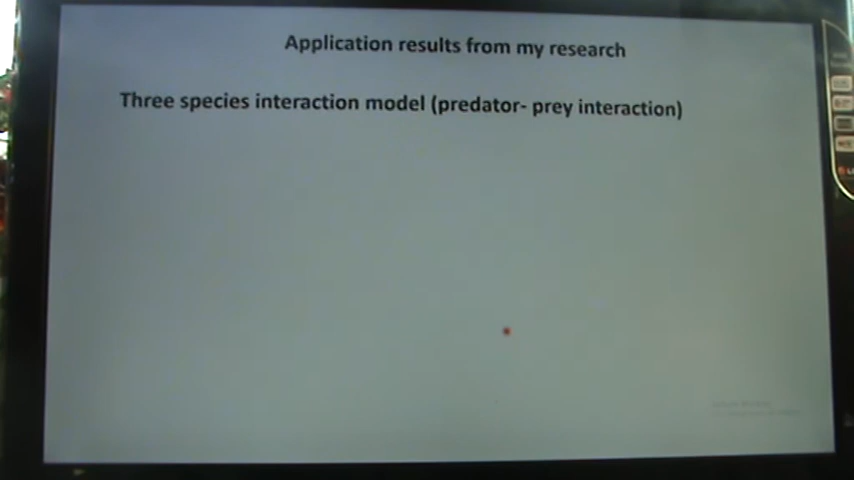 Application results from my research
Three species interaction model (predator- prey interaction)